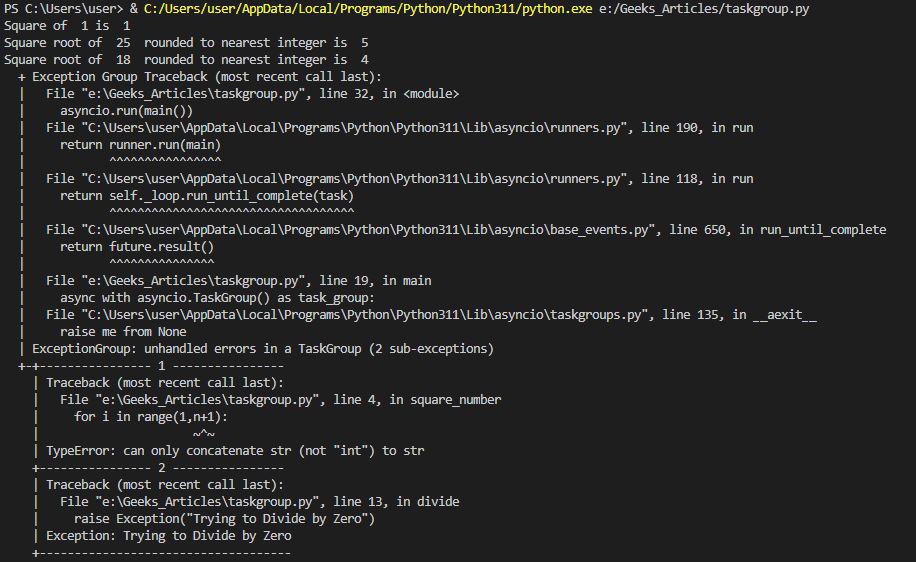 PS C:\Users\user> & C:/Users/user/AppData/Local/Programs/Python/Python311/python.exe e:/Geeks_Articles/taskgroup.py
Square of  1 is  1
Square root of  25  rounded to nearest integer is  5
Square root of  18  rounded to nearest integer is  4
  + Exception Group Traceback (most recent call last):
  |   File "e:\Geeks_Articles\taskgroup.py", line 32, in <module>
  |     asyncio.run(main())
  |   File "C:\Users\user\AppData\Local\Programs\Python\Python311\Lib\asyncio\runners.py", line 190, in run
  |     return runner.run(main)
  |            ^^^^^^^^^^^^^^^^
  |   File "C:\Users\user\AppData\Local\Programs\Python\Python311\Lib\asyncio\runners.py", line 118, in run
  |     return self._loop.run_until_complete(task)
  |            ^^^^^^^^^^^^^^^^^^^^^^^^^^^^^^^^^^^
  |   File "C:\Users\user\AppData\Local\Programs\Python\Python311\Lib\asyncio\base_events.py", line 650, in run_until_complete
  |     return future.result()
  |            ^^^^^^^^^^^^^^^
  |   File "e:\Geeks_Articles\taskgroup.py", line 19, in main
  |     async with asyncio.TaskGroup() as task_group:
  |   File "C:\Users\user\AppData\Local\Programs\Python\Python311\Lib\asyncio\taskgroups.py", line 135, in __aexit__
  |     raise me from None
  | ExceptionGroup: unhandled errors in a TaskGroup (2 sub-exceptions)
  +-+---------------- 1 ----------------
    | Traceback (most recent call last):
    |   File "e:\Geeks_Articles\taskgroup.py", line 4, in square_number
    |     for i in range(1,n+1):
    |                      ~^~
    | TypeError: can only concatenate str (not "int") to str
    +---------------- 2 ----------------
    | Traceback (most recent call last):
    |   File "e:\Geeks_Articles\taskgroup.py", line 13, in divide
    |     raise Exception("Trying to Divide by Zero")
    | Exception: Trying to Divide by Zero
    +------------------------------------